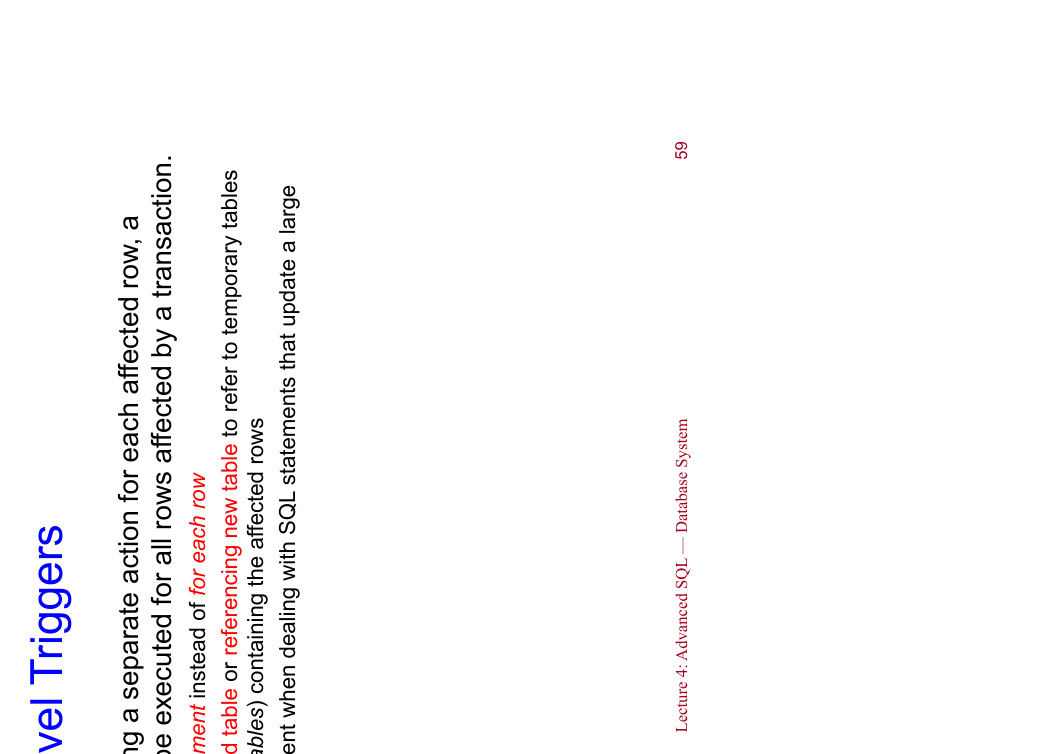 vel Triggers
ng a separate action for each affected row, a
be executed for all rows affected by a transaction.
ment instead of for each row
d table or referencing new table to refer to temporary tables
ables) containing the affected rows
ent when dealing with SQL statements that update a large
Lecture 4: Advanced SQL — Database System 59